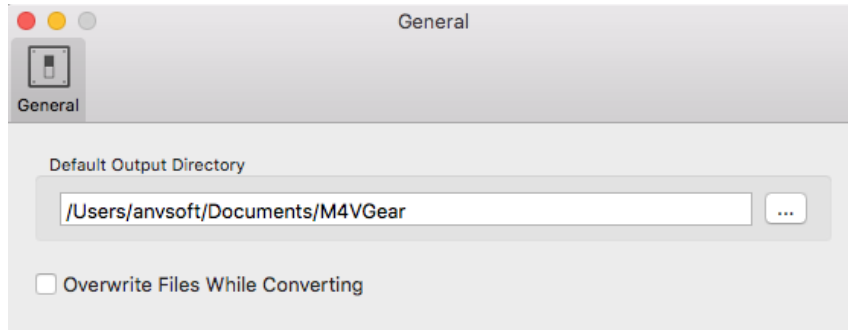 General
General
Default Output Directory
/Users/anvsoft/Documents/M4VGear
...
Overwrite Files While Converting